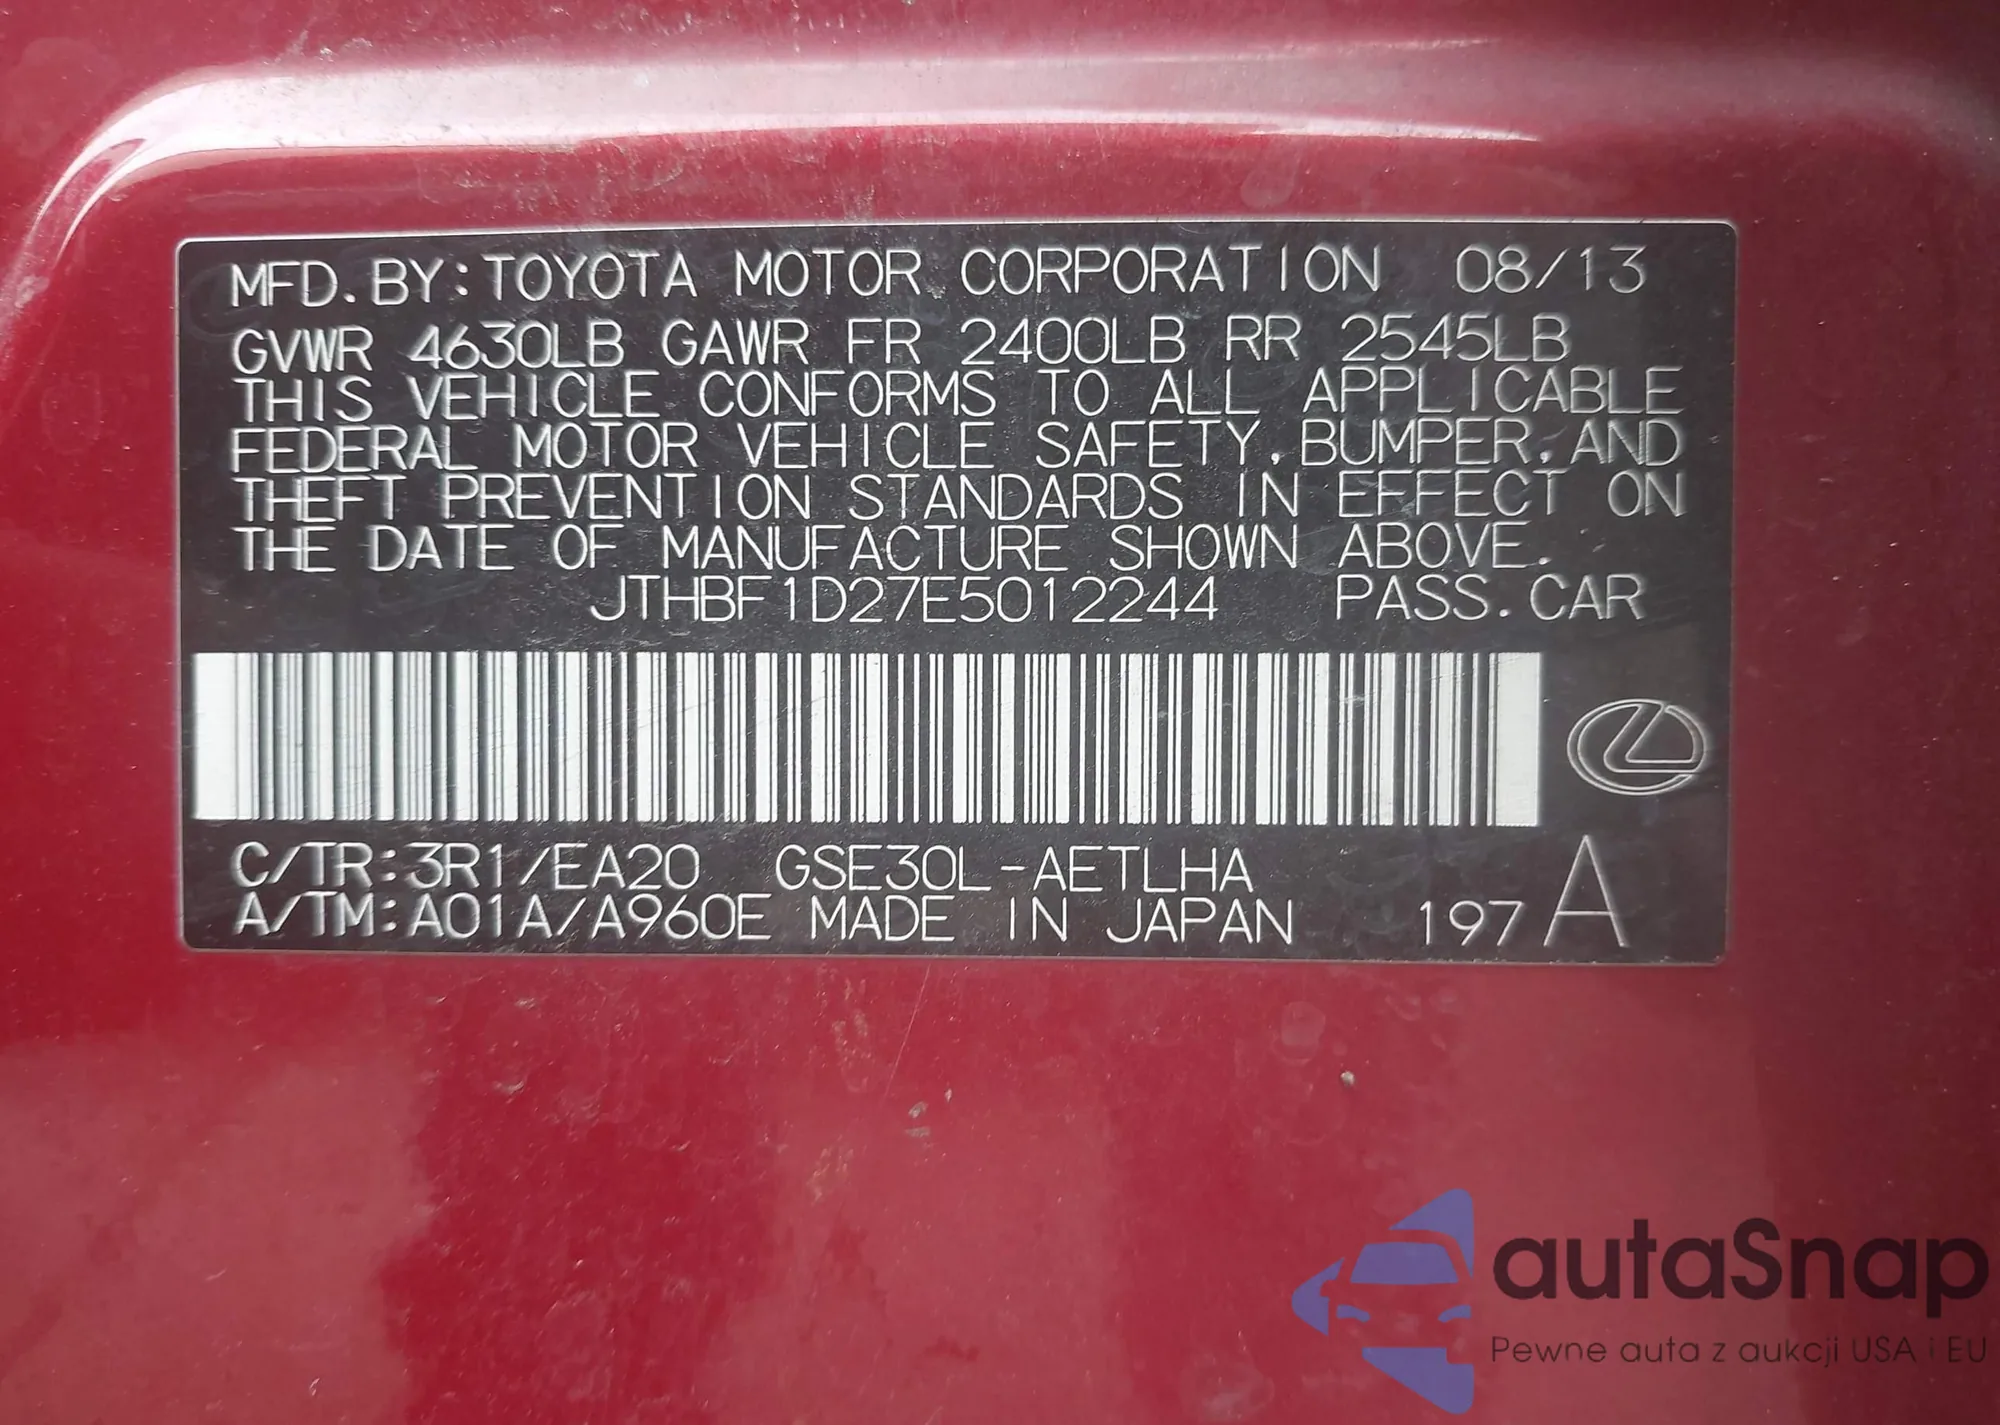 MFD. BY: TOYOTA MOTOR CORPORATION 08/13
GVWR 4630LB GAWR FR 2400LB RR 2545LB
THIS VEHICLE CONFORMS TO ALL APPLICABLE
FEDERAL MOTOR VEHICLE SAFETY, BUMPER, AND
THEFT PREVENTION STANDARDS IN EFFECT ON
THE DATE OF MANUFACTURE SHOWN ABOVE.
JTHBF1D27E5012244 PASS. CAR
C/TR: 3R1/EA20 GSE30L-AETLHA
A/TM: A01A/A960E MADE IN JAPAN 197 A
autaSnap
Pewne auta z aukcji USA i EU